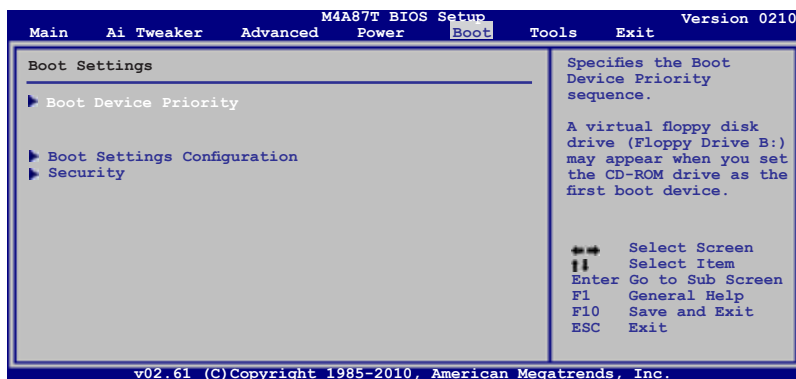 M4A87T BIOS Setup Version 0210
Main Ai Tweaker Advanced Power Boot Tools Exit
Boot Settings
Boot Device Priority
Boot Settings Configuration
Security
Specifies the Boot
Device Priority
sequence.
A virtual floppy disk
drive (Floppy Drive B:)
may appear when you set
the CD-ROM drive as the
first boot device.
Select Screen
Select Item
Enter Go to Sub Screen
F1 General Help
F10 Save and Exit
ESC Exit
v02.61 (C)Copyright 1985-2010, American Megatrends, Inc.